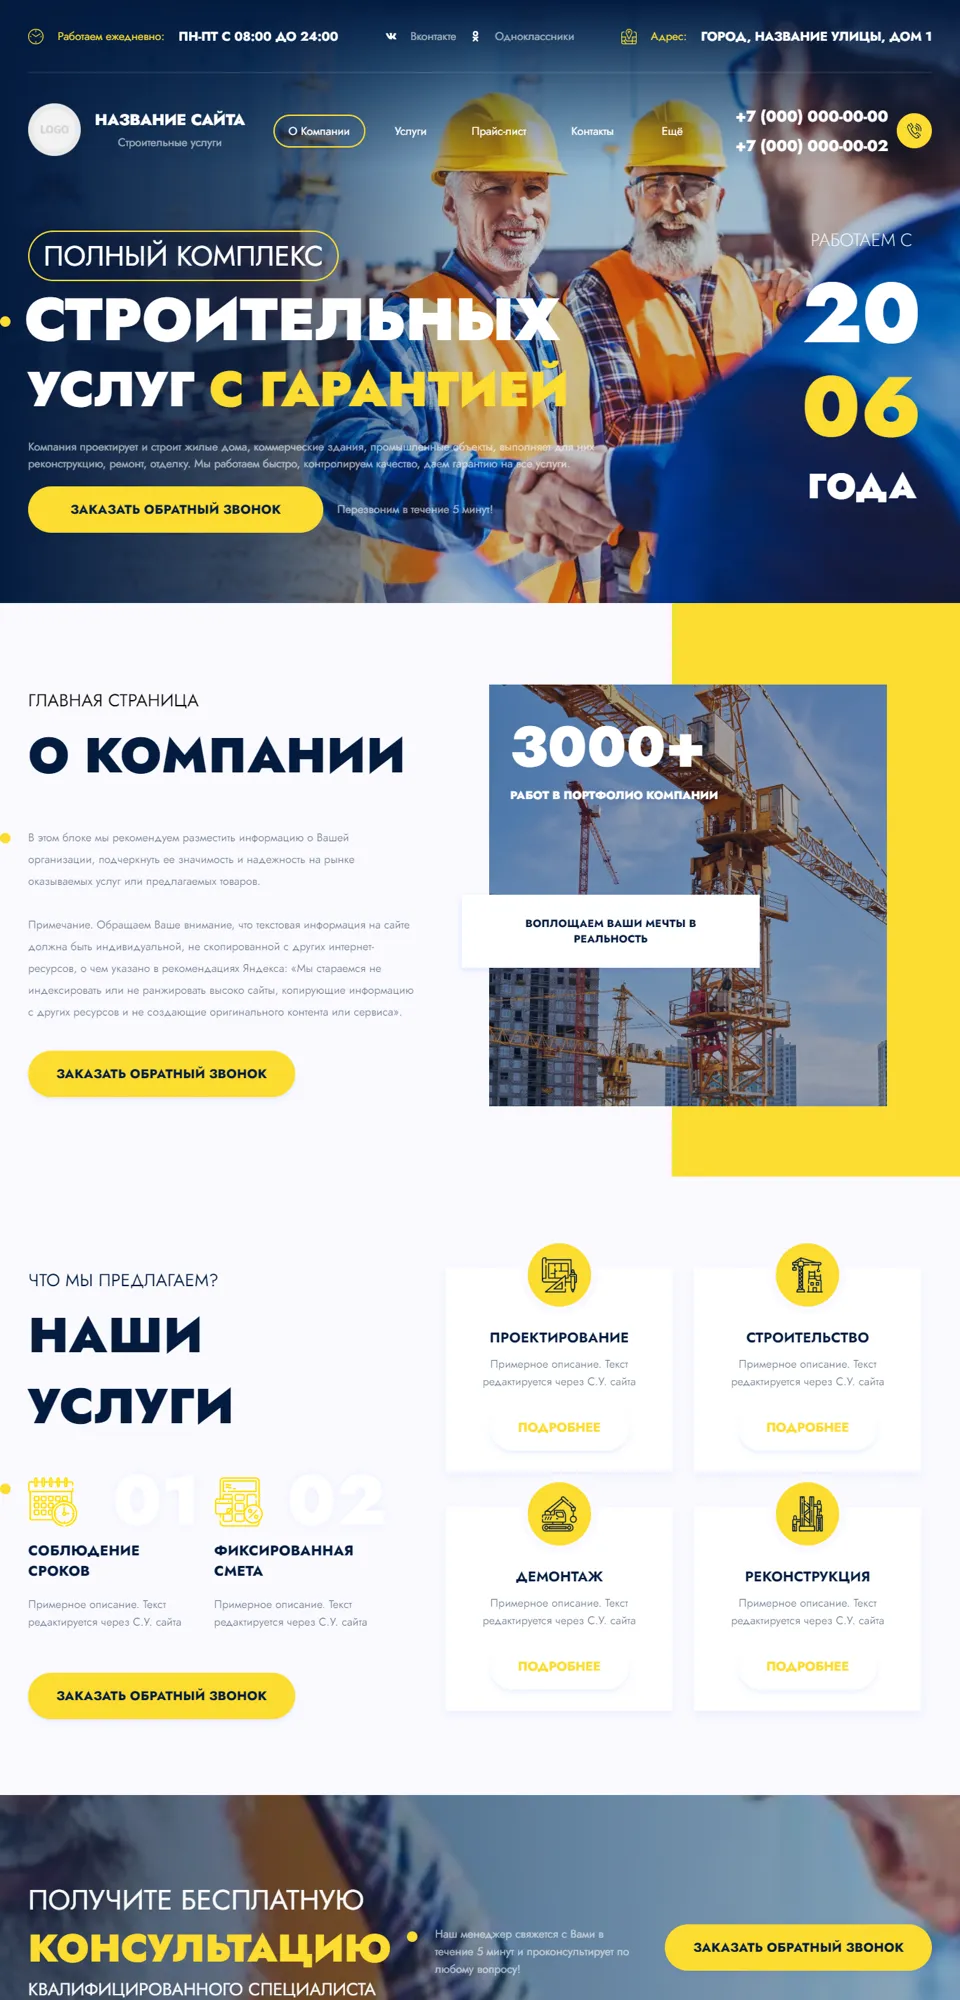 Работаем ежедневно: ПН-ПТ С 08:00 ДО 24:00
Вконтакте Одноклассники
Адрес: ГОРОД, НАЗВАНИЕ УЛИЦЫ, ДОМ 1
LOGO
НАЗВАНИЕ САЙТА
Строительные услуги
О Компании Услуги Прайс-лист Контакты Ещё
+7 (000) 000-00-00
+7 (000) 000-00-02
ПОЛНЫЙ КОМПЛЕКС
СТРОИТЕЛЬНЫХ
УСЛУГ С ГАРАНТИЕЙ
Компания проектирует и строит жилые дома, коммерческие здания, промышленные объекты, выполняет для них
реконструкцию, ремонт, отделку. Мы работаем быстро, контролируем качество, даем гарантию на все услуги.
ЗАКАЗАТЬ ОБРАТНЫЙ ЗВОНОК
Перезвоним в течение 5 минут!
РАБОТАЕМ С
20
06
ГОДА
ГЛАВНАЯ СТРАНИЦА
О КОМПАНИИ
В этом блоке мы рекомендуем разместить информацию о Вашей
организации, подчеркнуть ее значимость и надежность на рынке
оказываемых услуг или предлагаемых товаров.
Примечание. Обращаем Ваше внимание, что текстовая информация на сайте
должна быть индивидуальной, не скопированной с других интернет-
ресурсов, о чем указано в рекомендациях Яндекса: «Мы стараемся не
индексировать или не ранжировать высоко сайты, копирующие информацию
с других ресурсов и не создающие оригинального контента или сервиса».
ЗАКАЗАТЬ ОБРАТНЫЙ ЗВОНОК
3000+
РАБОТ В ПОРТФОЛИО КОМПАНИИ
ВОПЛОЩАЕМ ВАШИ МЕЧТЫ В
РЕАЛЬНОСТЬ
ЧТО МЫ ПРЕДЛАГАЕМ?
НАШИ
УСЛУГИ
01
СОБЛЮДЕНИЕ
СРОКОВ
Примерное описание. Текст
редактируется через С.У. сайта
02
ФИКСИРОВАННАЯ
СМЕТА
Примерное описание. Текст
редактируется через С.У. сайта
ЗАКАЗАТЬ ОБРАТНЫЙ ЗВОНОК
ПРОЕКТИРОВАНИЕ
Примерное описание. Текст
редактируется через С.У. сайта
ПОДРОБНЕЕ
СТРОИТЕЛЬСТВО
Примерное описание. Текст
редактируется через С.У. сайта
ПОДРОБНЕЕ
ДЕМОНТАЖ
Примерное описание. Текст
редактируется через С.У. сайта
ПОДРОБНЕЕ
РЕКОНСТРУКЦИЯ
Примерное описание. Текст
редактируется через С.У. сайта
ПОДРОБНЕЕ
ПОЛУЧИТЕ БЕСПЛАТНУЮ
КОНСУЛЬТАЦИЮ
КВАЛИФИЦИРОВАННОГО СПЕЦИАЛИСТА
Наш менеджер свяжется с Вами в
течение 5 минут и проконсультирует по
любому вопросу!
ЗАКАЗАТЬ ОБРАТНЫЙ ЗВОНОК